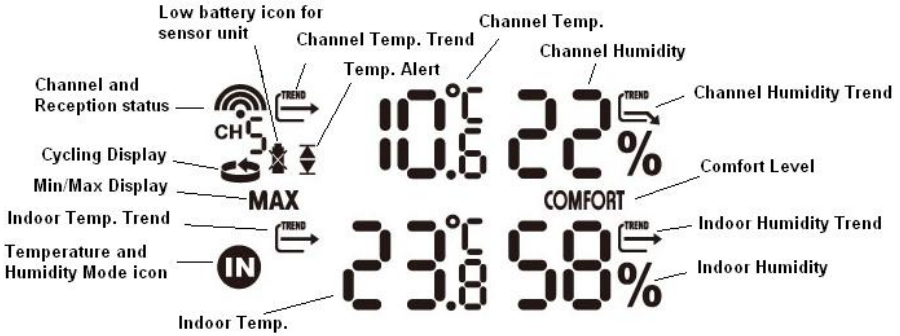 Low battery icon for
sensor unit
Channel Temp. Trend
Temp. Alert
Channel Temp.
Channel Humidity
Channel and
Reception status
TREND
10.6 °C
22 %
TREND
Channel Humidity Trend
CH 5
Cycling Display
Comfort Level
Min/Max Display
MAX
COMFORT
Indoor Temp. Trend
TREND
23.8 °C
58 %
TREND
Indoor Humidity Trend
Temperature and
Humidity Mode icon
IN
Indoor Humidity
Indoor Temp.